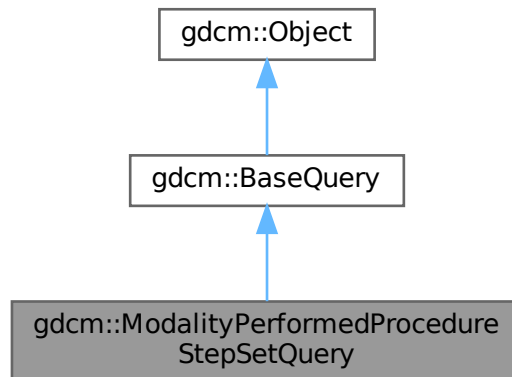 gdcm::Object
gdcm::BaseQuery
gdcm::ModalityPerformedProcedure
StepSetQuery